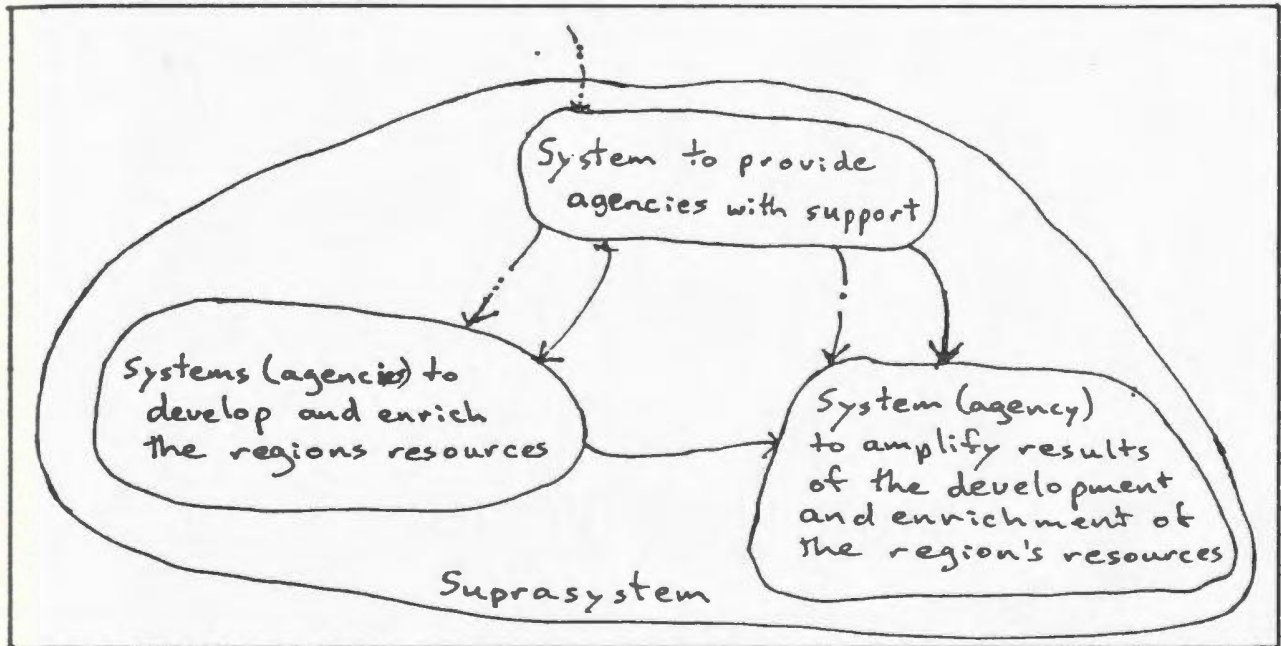 System to provide
agencies with support
Systems (agencies) to
develop and enrich
the regions resources
System (agency)
to amplify results
of the development
and enrichment of
the region's resources
Suprasystem